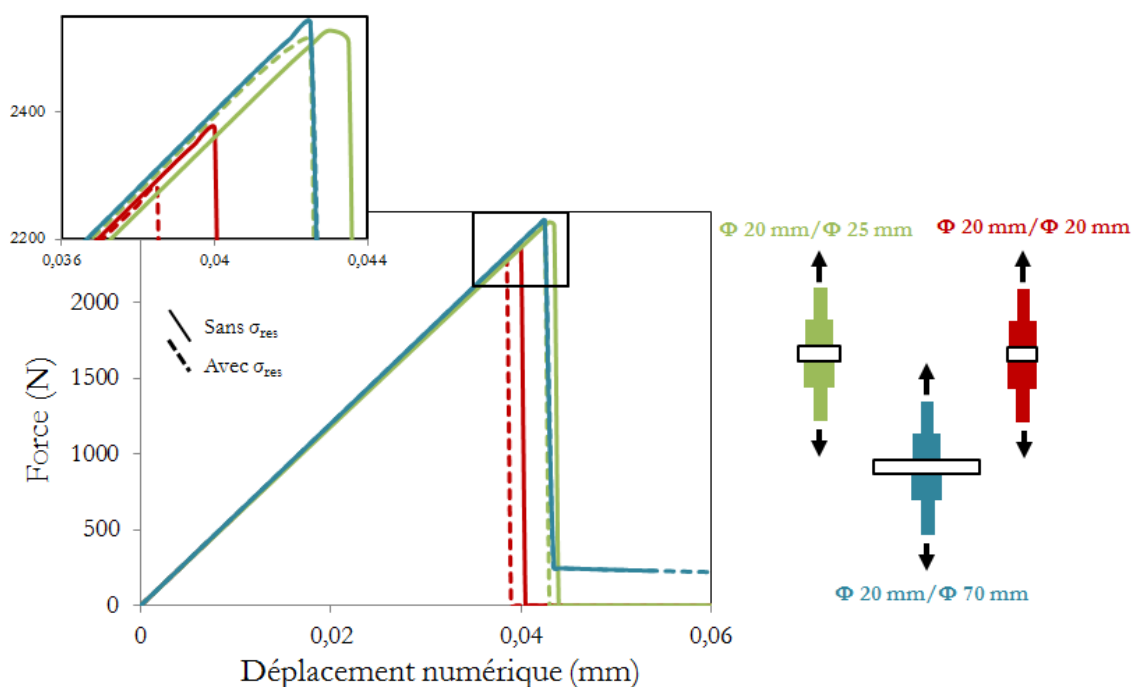 2400
2200
0,036
0,04
0,044
2000
1500
1000
500
0
0
0,02
0,04
0,06
Force (N)
Déplacement numérique (mm)
Sans σres
Avec σres
Φ 20 mm/Φ 25 mm
Φ 20 mm/Φ 20 mm
Φ 20 mm/Φ 70 mm